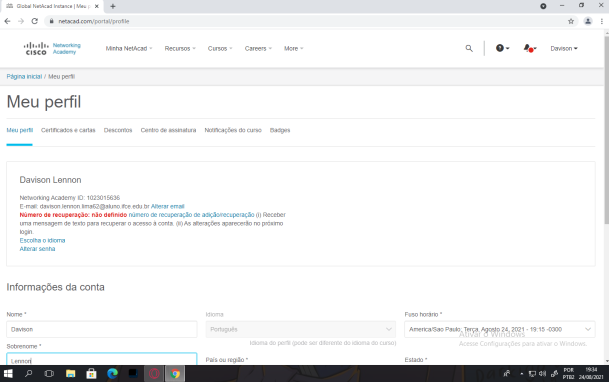 Global NetAcad Instance | Meu p
netacad.com/portal/profile
CISCO
Networking
Academy
Minha NetAcad
Recursos
Cursos
Careers
More
Davison
Página inicial / Meu perfil
Meu perfil
Meu perfil
Certificados e cartas
Descontos
Centro de assinatura
Notificações do curso
Badges
Davison Lennon
Networking Academy ID: 1023015636
E-mail: davison.lennon.lima62@aluno.ifce.edu.br Alterar email
Número de recuperação: não definido número de recuperação de adição/recuperação (i) Receber
uma mensagem de texto para recuperar o acesso à conta. (ii) As alterações aparecerão no próximo
login.
Escolha o idioma
Alterar senha
Informações da conta
Nome *
Idioma
Fuso horário *
Davison
Português
America/Sao Paulo; Terça, Agosto 24, 2021 - 19:15 -0300
Idioma do perfil (pode ser diferente do idioma do curso)
Ativar o Windows
Acesse Configurações para ativar o Windows.
Sobrenome *
Lennon
País ou região *
Estado *
POR
PTB2
19:34
24/08/2021